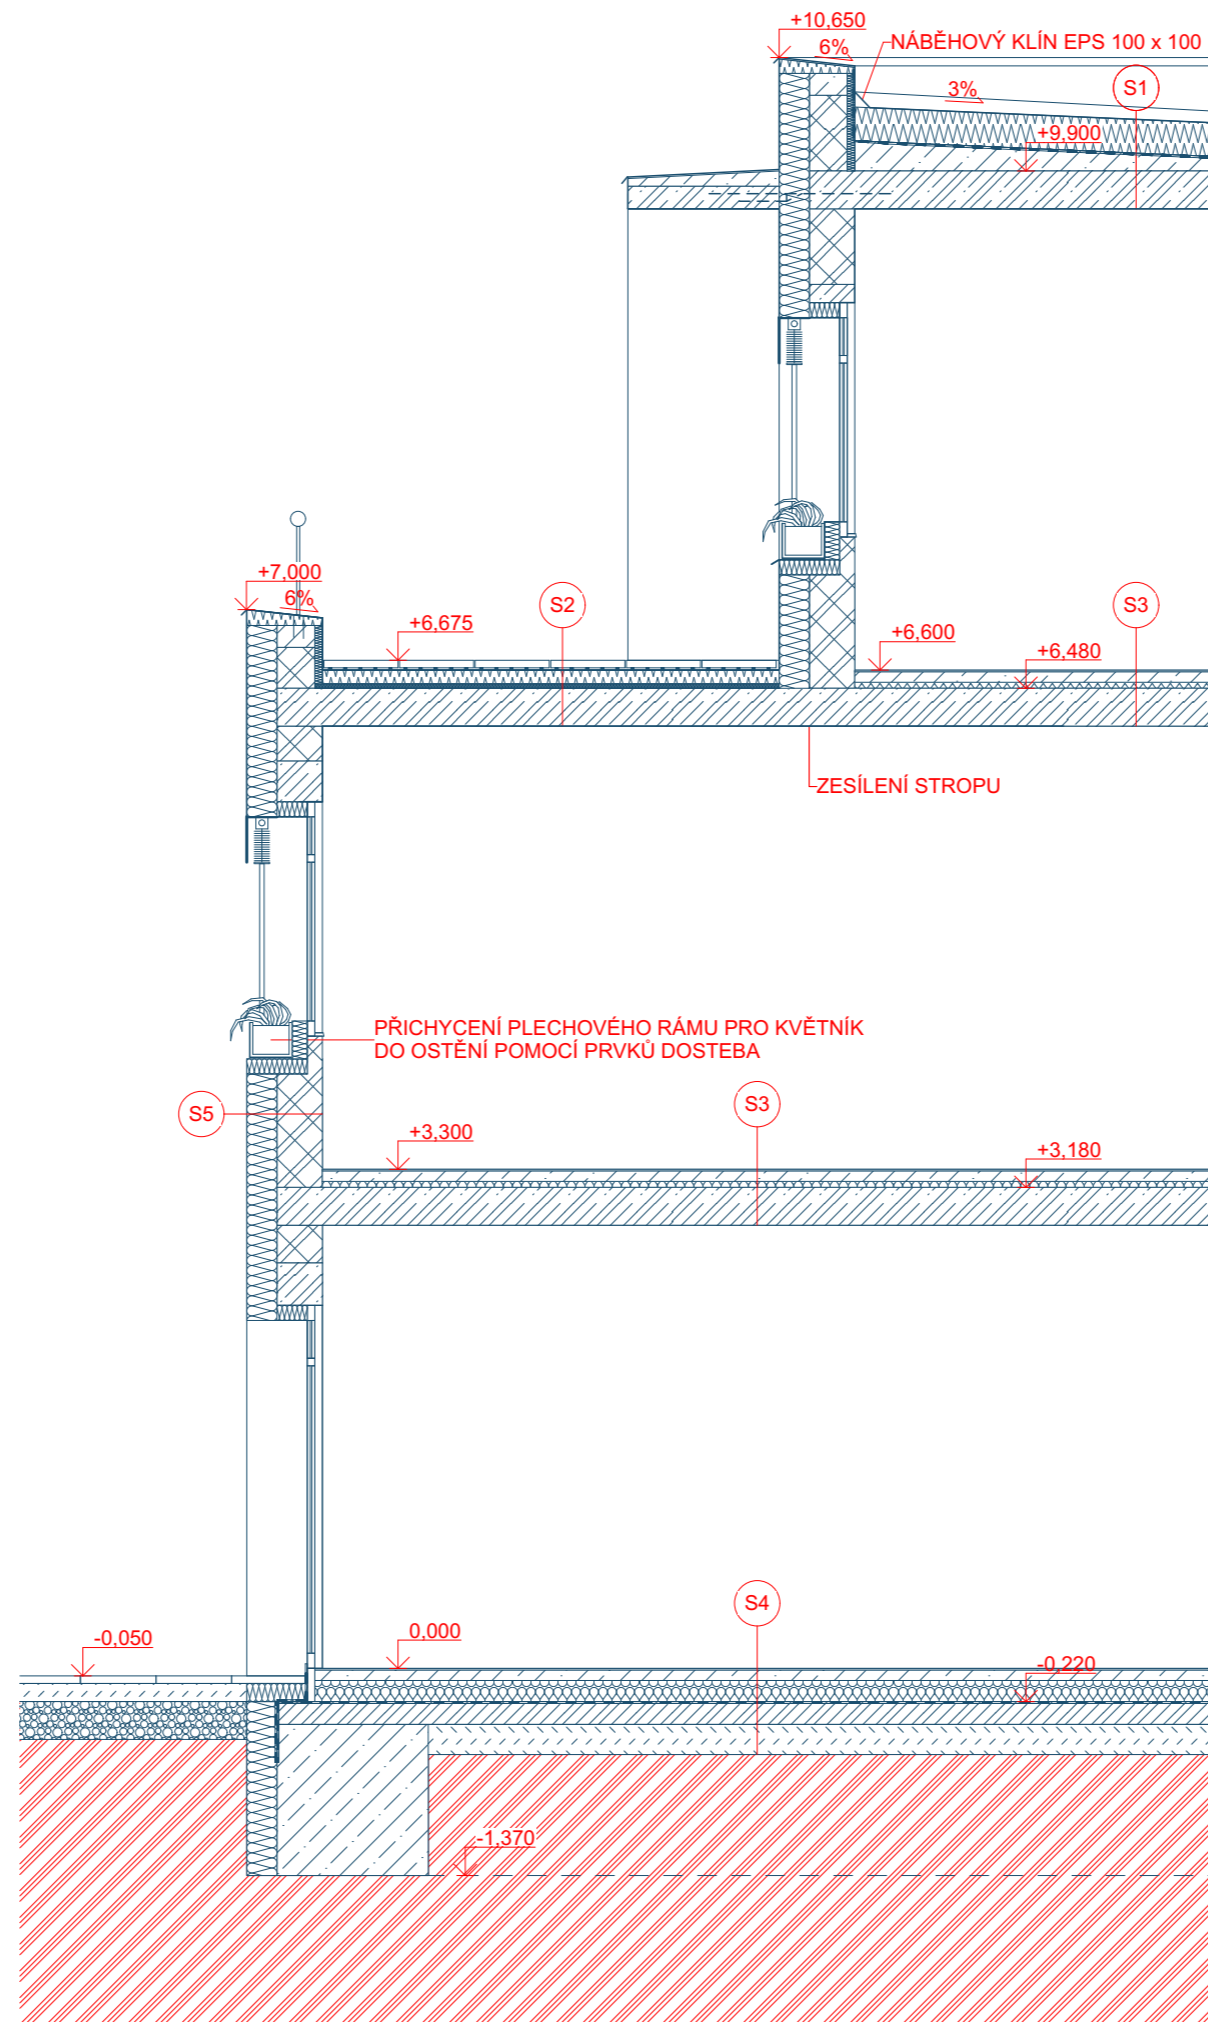 +10,650
6%
NÁBĚHOVÝ KLÍN EPS 100 x 100
3%
S1
+9,900
+7,000
6%
S2
S3
+6,675
+6,600
+6,480
ZESÍLENÍ STROPU
PŘICHYCENÍ PLECHOVÉHO RÁMU PRO KVĚTNÍK
DO OSTĚNÍ POMOCÍ PRVKŮ DOSTEBA
S5
S3
+3,300
+3,180
S4
-0,050
0,000
-0,220
-1,370